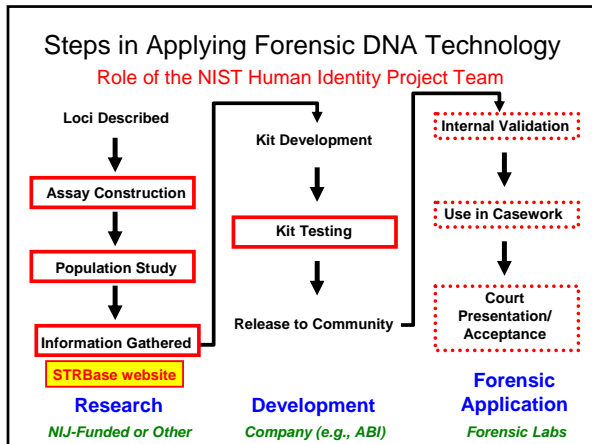 Steps in Applying Forensic DNA Technology
Role of the NIST Human Identity Project Team
Loci Described
Assay Construction
Population Study
Information Gathered
STRBase website
Research
NIJ-Funded or Other
Kit Development
Kit Testing
Release to Community
Development
Company (e.g., ABI)
Internal Validation
Use in Casework
Court
Presentation/
Acceptance
Forensic
Application
Forensic Labs